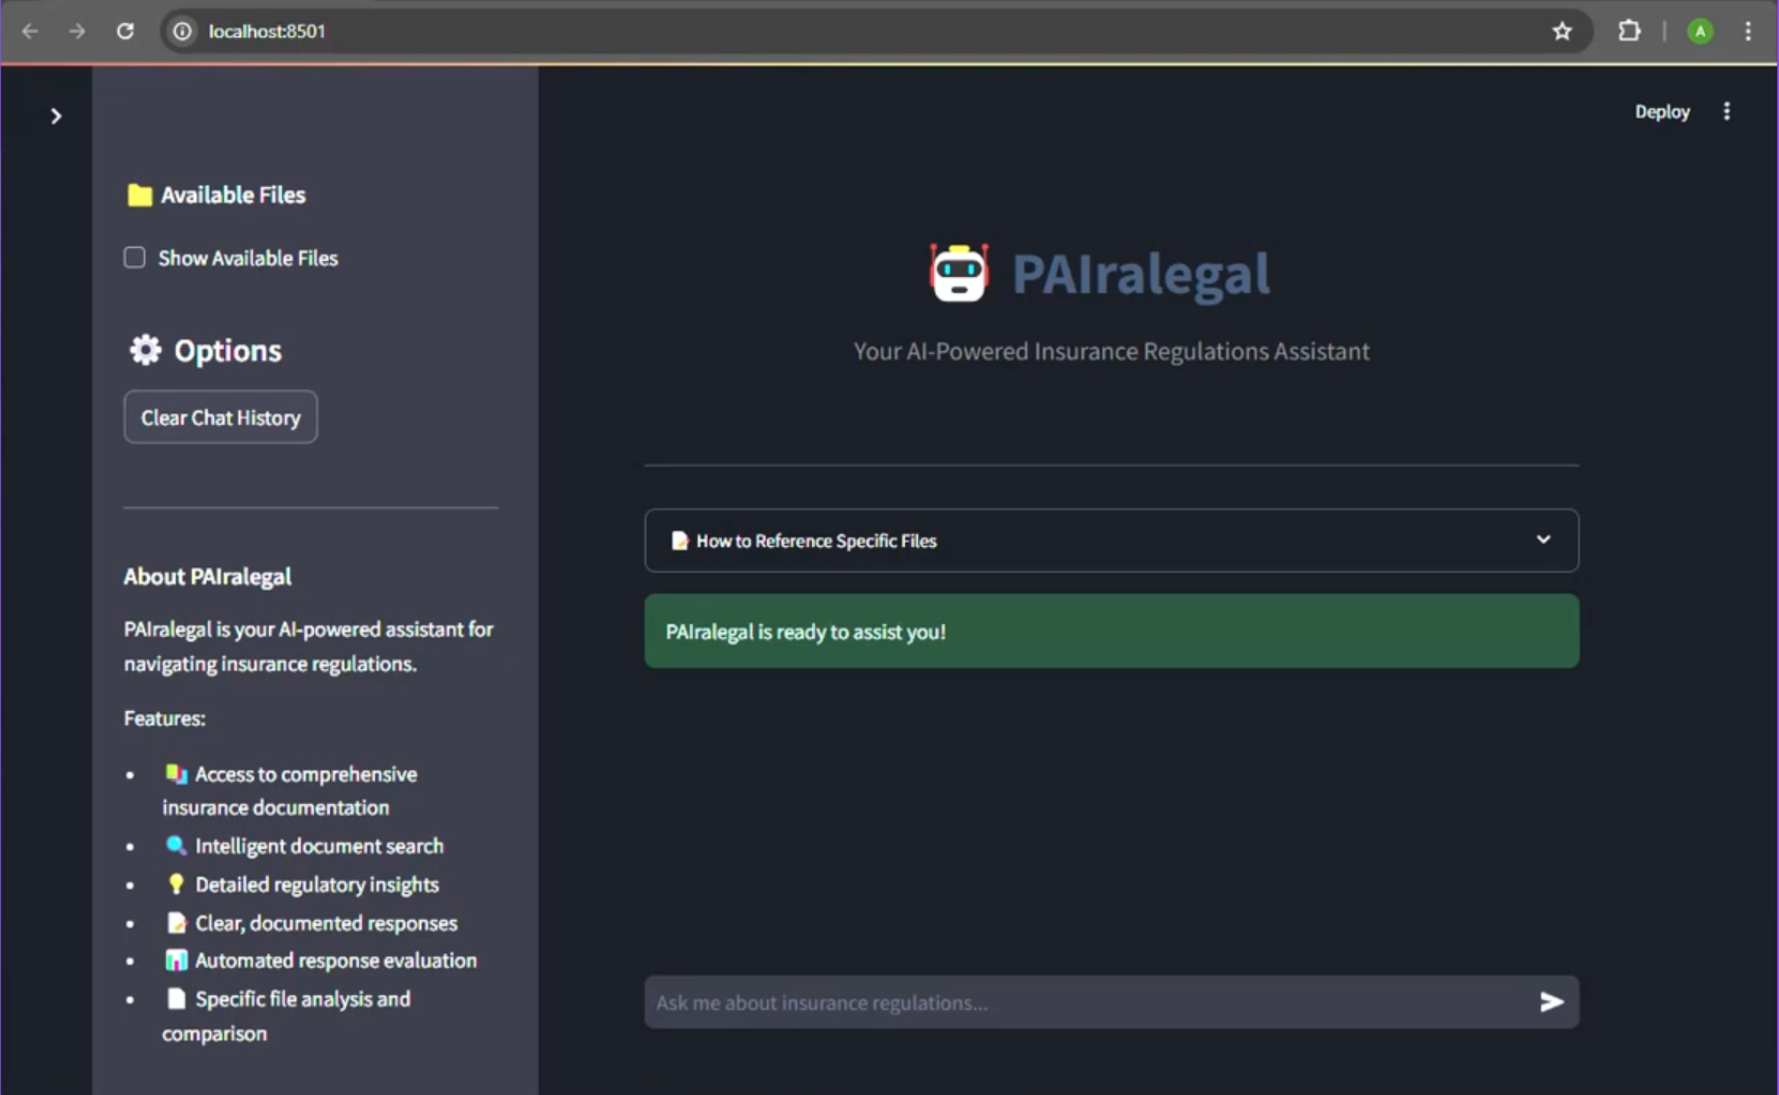 localhost:8501
A
Deploy
Available Files
Show Available Files
Options
Clear Chat History
About PAIralegal
PAIralegal is your AI-powered assistant for
navigating insurance regulations.
Features:
Access to comprehensive
insurance documentation
Intelligent document search
Detailed regulatory insights
Clear, documented responses
Automated response evaluation
Specific file analysis and
comparison
PAIralegal
Your AI-Powered Insurance Regulations Assistant
How to Reference Specific Files
PAIralegal is ready to assist you!
Ask me about insurance regulations...